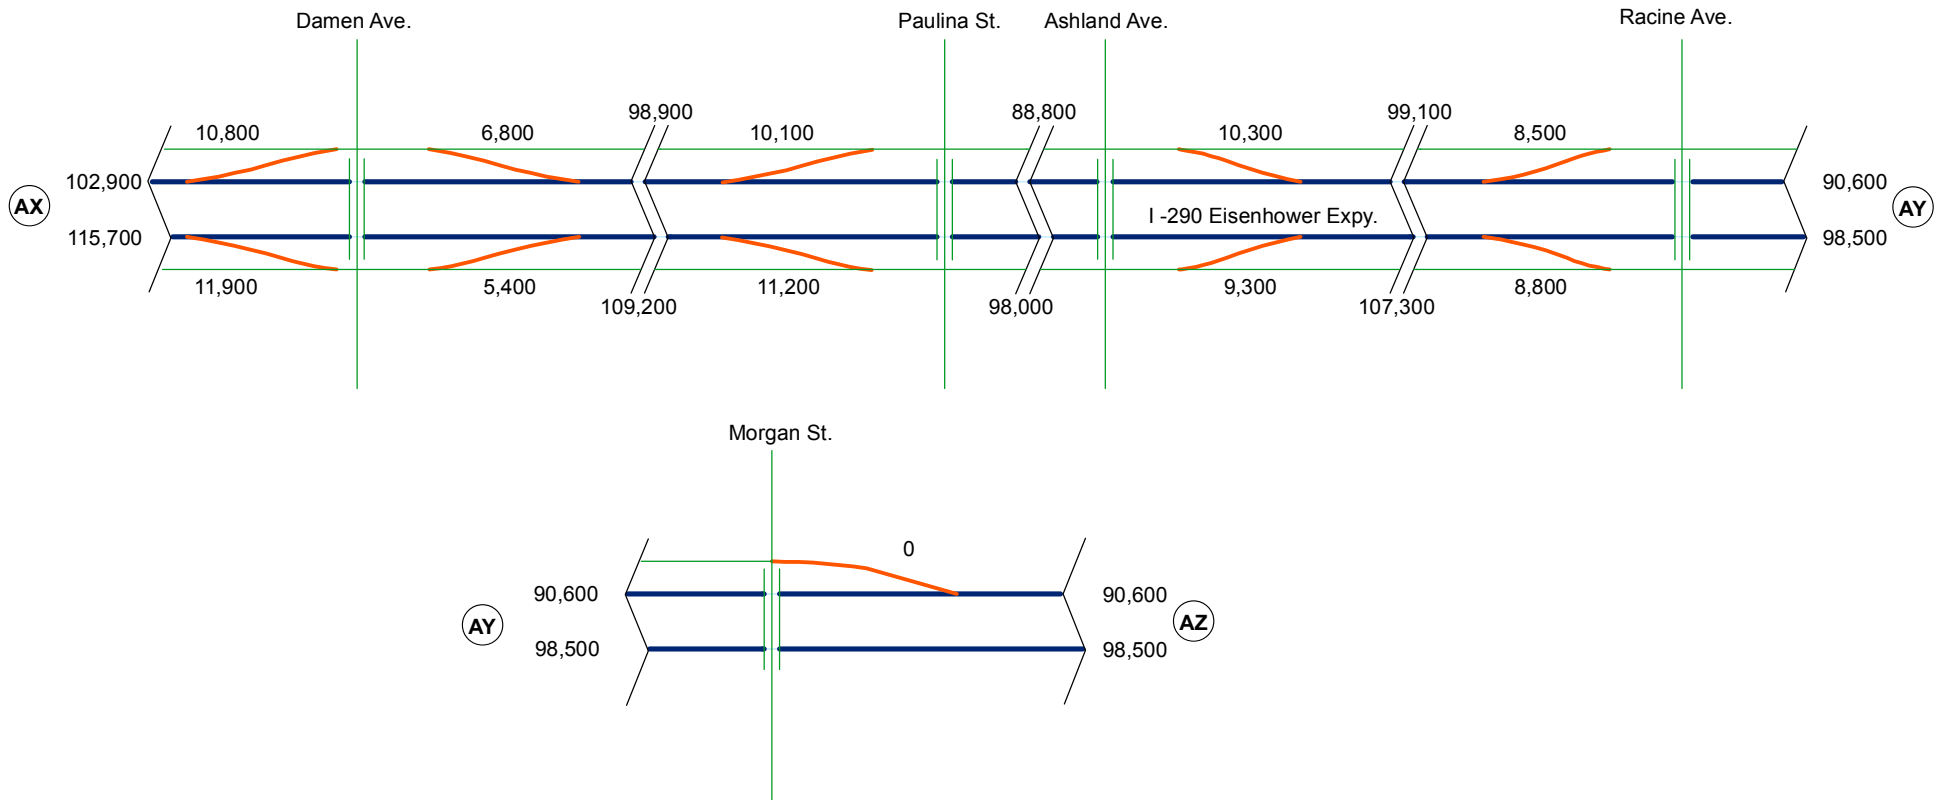 Damen Ave.
Paulina St.
Ashland Ave.
Racine Ave.
98,900
88,800
99,100
10,800
6,800
10,100
10,300
8,500
AX
102,900
90,600
AY
115,700
I -290 Eisenhower Expy.
98,500
11,900
5,400
11,200
9,300
8,800
109,200
98,000
107,300
Morgan St.
0
90,600
90,600
AY
AZ
98,500
98,500